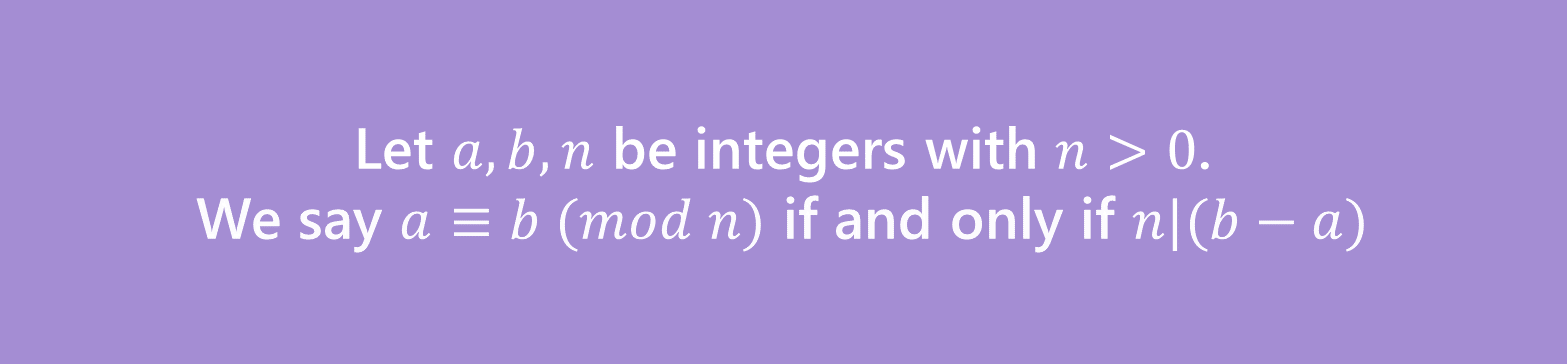 Let a, b, n be integers with n > 0.
We say a ≡ b (mod n) if and only if n|(b − a)